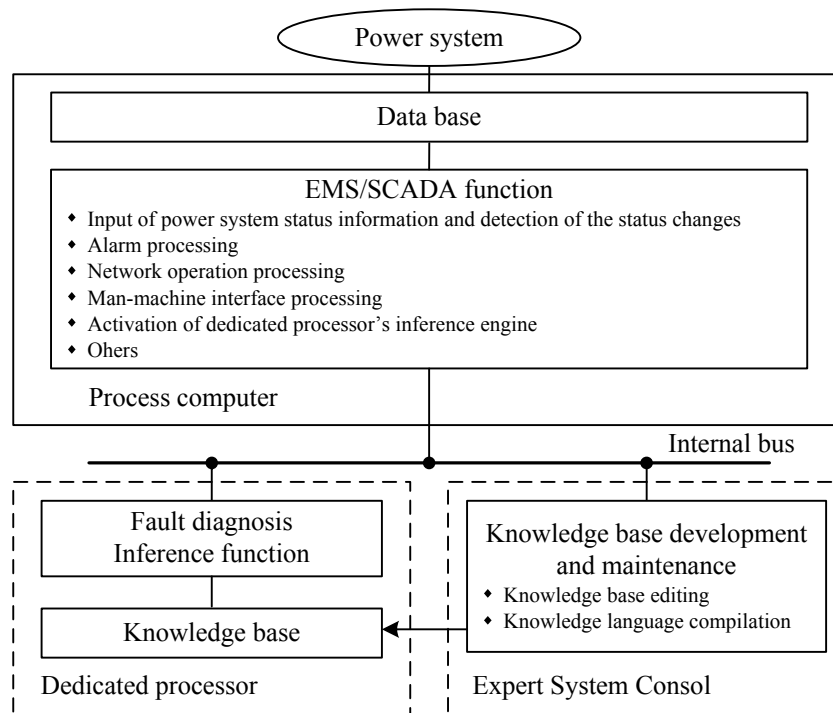 Power system
Data base
EMS/SCADA function
♦ Input of power system status information and detection of the status changes
♦ Alarm processing
♦ Network operation processing
♦ Man-machine interface processing
♦ Activation of dedicated processor’s inference engine
♦ Ohers
Process computer
Internal bus
Fault diagnosis
Inference function
Knowledge base
Dedicated processor
Knowledge base development
and maintenance
♦ Knowledge base editing
♦ Knowledge language compilation
Expert System Consol